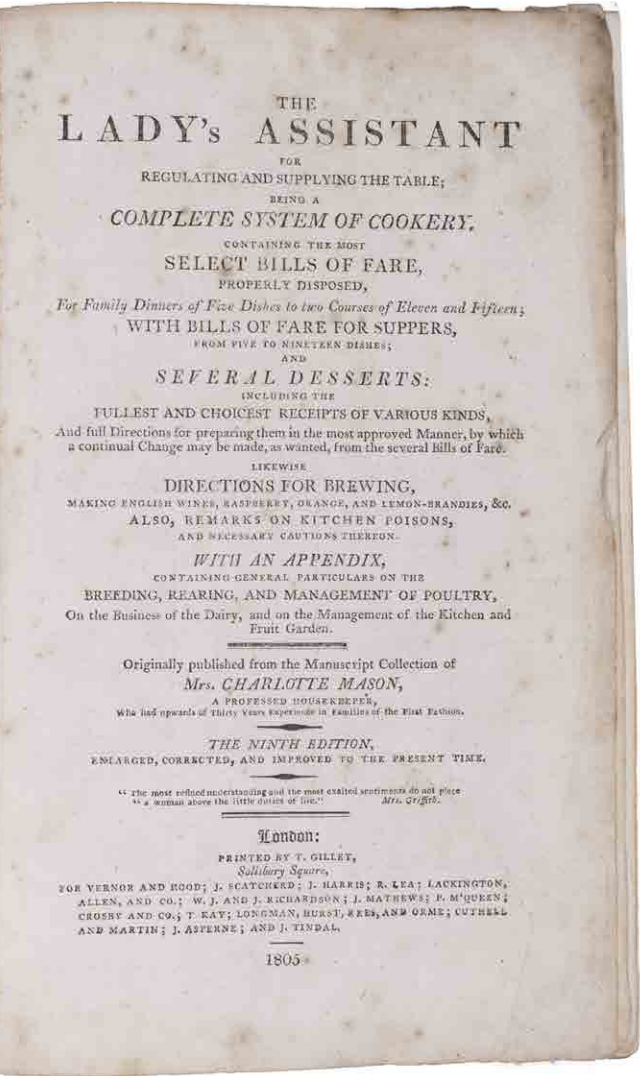 THE
LADY's ASSISTANT
FOR
REGULATING AND SUPPLYING THE TABLE;
BEING A
COMPLETE SYSTEM OF COOKERY,
CONTAINING THE MOST
SELECT BILLS OF FARE,
PROPERLY DISPOSED,
For Family Dinners of Five Dishes to two Courses of Eleven and Fifteen;
WITH BILLS OF FARE FOR SUPPERS,
FROM FIVE TO NINETEEN DISHES;
AND
SEVERAL DESSERTS:
INCLUDING THE
FULLEST AND CHOICEST RECEIPTS OF VARIOUS KINDS,
And full Directions for preparing them in the most approved Manner, by which
a continual Change may be made, as wanted, from the several Bills of Fare.
LIKEWISE
DIRECTIONS FOR BREWING,
MAKING ENGLISH WINES, RASPBERRY, ORANGE, AND LEMON-BRANDIES, &c.
ALSO, REMARKS ON KITCHEN POISONS,
AND NECESSARY CAUTIONS THEREON.
WITH AN APPENDIX,
CONTAINING GENERAL PARTICULARS ON THE
BREEDING, REARING, AND MANAGEMENT OF POULTRY,
On the Business of the Dairy, and on the Management of the Kitchen and
Fruit Garden.
Originally published from the Manuscript Collection of
Mrs. CHARLOTTE MASON,
A PROFESSED HOUSEKEEPER,
Who had upwards of Thirty Years Experience in Families of the First Fashion.
THE NINTH EDITION,
ENLARGED, CORRECTED, AND IMPROVED TO THE PRESENT TIME.
“ The most refined understanding and the most exalted sentiments do not place
“ a woman above the little duties of life.” Mrs. Griffith.
London:
PRINTED BY T. GILLET,
Salisbury Square,
FOR VERNOR AND HOOD; J. SCATCHERD; J. HARRIS; R. LEA; LACKINGTON,
ALLEN, AND CO.; W. J. AND J. RICHARDSON; J. MATHEWS; P. M'QUEEN;
CROSBY AND CO.; T. KAY; LONGMAN, HURST, REES, AND ORME; CUTHELL
AND MARTIN; J. ASPERNE; AND J. TINDAL.
1805